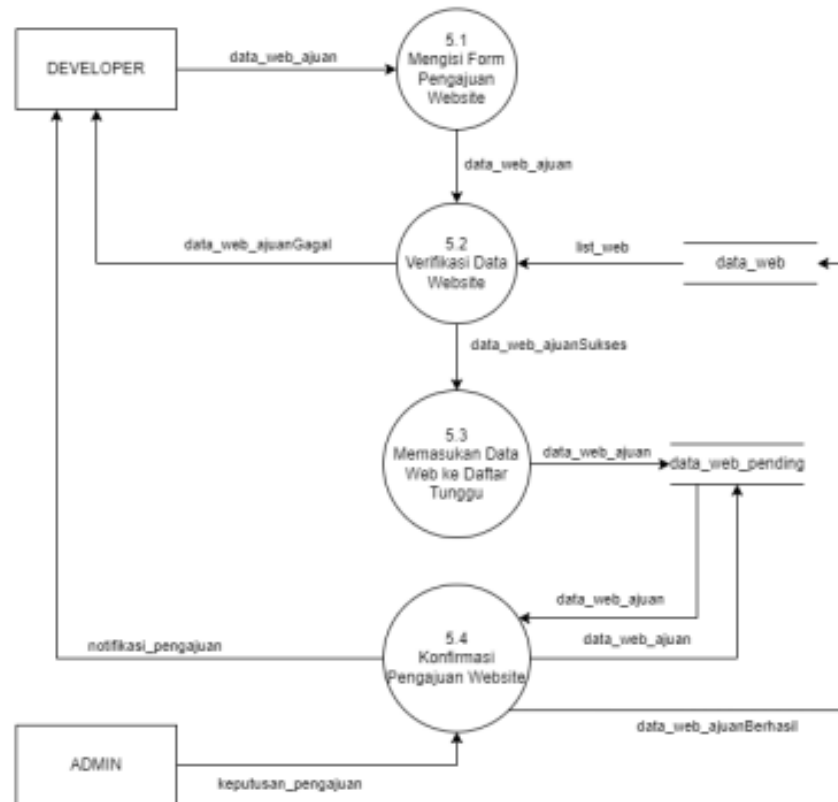 DEVELOPER
data_web_ajuan
5.1
Mengisi Form
Pengajuan
Website
data_web_ajuan
data_web_ajuanGagal
5.2
Verifikasi Data
Website
list_web
data_web
data_web_ajuanSukses
5.3
Memasukan Data
Web ke Daftar
Tunggu
data_web_ajuan
data_web_pending
data_web_ajuan
notifikasi_pengajuan
5.4
Konfirmasi
Pengajuan Website
data_web_ajuan
data_web_ajuanBerhasil
ADMIN
keputusan_pengajuan